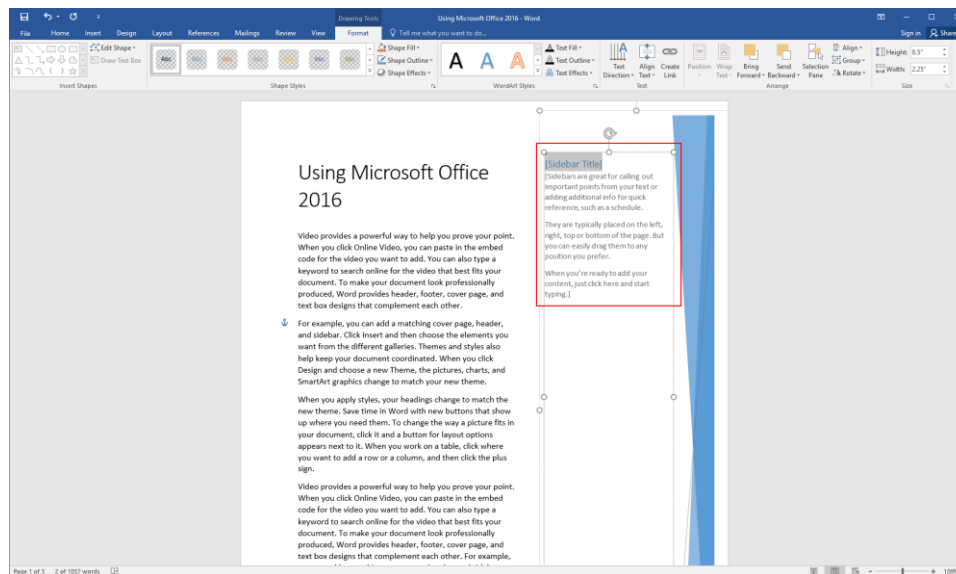 Drawing Tools
Using Microsoft Office 2016 - Word
File Home Insert Design Layout References Mailings Review View Format Tell me what you want to do... Sign in Share
Edit Shape
Draw Text Box
Insert Shapes
Abc
Shape Fill
Shape Outline
Shape Effects
Shape Styles
A A A
Text Fill
Text Outline
Text Effects
WordArt Styles
Text Direction
Align Text
Create Link
Text
Position
Wrap Text
Bring Forward
Send Backward
Selection Pane
Align
Group
Rotate
Arrange
Height: 8.5"
Width: 2.25"
Size
Using Microsoft Office
2016
Video provides a powerful way to help you prove your point.
When you click Online Video, you can paste in the embed
code for the video you want to add. You can also type a
keyword to search online for the video that best fits your
document. To make your document look professionally
produced, Word provides header, footer, cover page, and
text box designs that complement each other.
For example, you can add a matching cover page, header,
and sidebar. Click Insert and then choose the elements you
want from the different galleries. Themes and styles also
help keep your document coordinated. When you click
Design and choose a new Theme, the pictures, charts, and
SmartArt graphics change to match your new theme.
When you apply styles, your headings change to match the
new theme. Save time in Word with new buttons that show
up where you need them. To change the way a picture fits in
your document, click it and a button for layout options
appears next to it. When you work on a table, click where
you want to add a row or a column, and then click the plus
sign.
Video provides a powerful way to help you prove your point.
When you click Online Video, you can paste in the embed
code for the video you want to add. You can also type a
keyword to search online for the video that best fits your
document. To make your document look professionally
produced, Word provides header, footer, cover page, and
text box designs that complement each other. For example,
[Sidebar Title]
[Sidebars are great for calling out
important points from your text or
adding additional info for quick
reference, such as a schedule.
They are typically placed on the left,
right, top or bottom of the page. But
you can easily drag them to any
position you prefer.
When you're ready to add your
content, just click here and start
typing.]
Page 1 of 3 2 of 1057 words